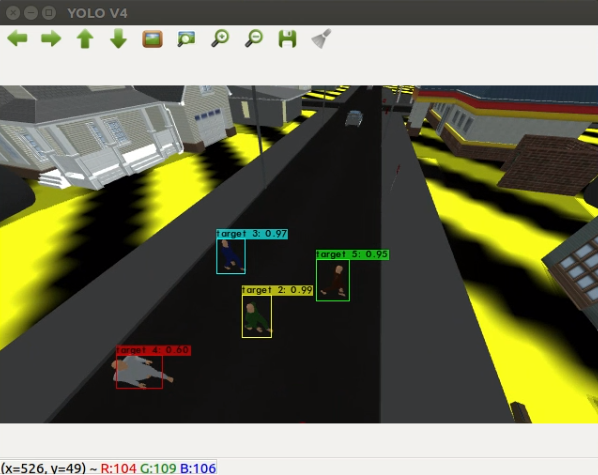 YOLO V4
target 3: 0.97
target 5: 0.95
target 2: 0.99
target 4: 0.60
(x=526, y=49) ~ R:104 G:109 B:106